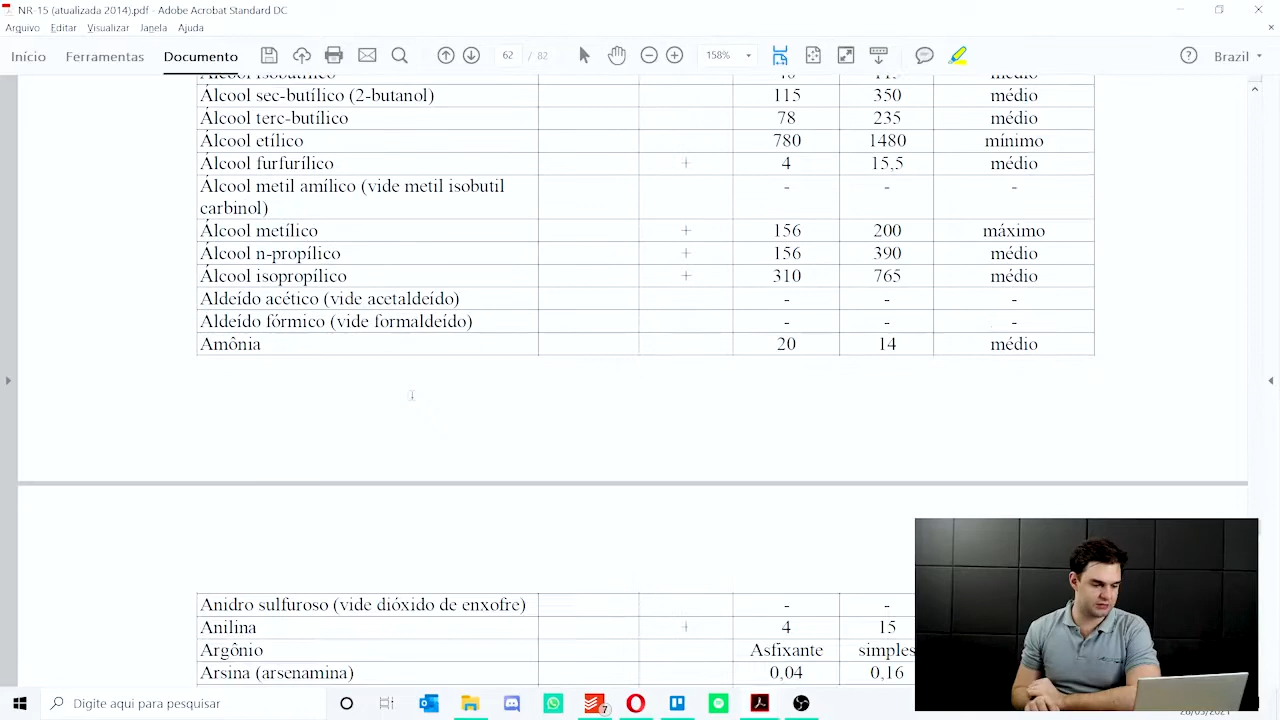 NR-15 (atualizada 2014).pdf - Adobe Acrobat Standard DC
Arquivo Editar Visualizar Janela Ajuda
Início Ferramentas Documento 62 / 82 158% Brazil
Álcool sec-butílico (2-butanol) 115 350 médio
Álcool terc-butílico 78 235 médio
Álcool etílico 780 1480 mínimo
Álcool furfurílico + 4 15,5 médio
Álcool metil amílico (vide metil isobutil - - -
carbinol)
Álcool metílico + 156 200 máximo
Álcool n-propílico + 156 390 médio
Álcool isopropílico + 310 765 médio
Aldeído acético (vide acetaldeído) - - -
Aldeído fórmico (vide formaldeído) - - -
Amônia 20 14 médio
Anidro sulfuroso (vide dióxido de enxofre) - -
Anilina + 4 15
Argônio Asfixante simples
Arsina (arsenamina) 0,04 0,16
Digite aqui para pesquisar 7
28/03/2021